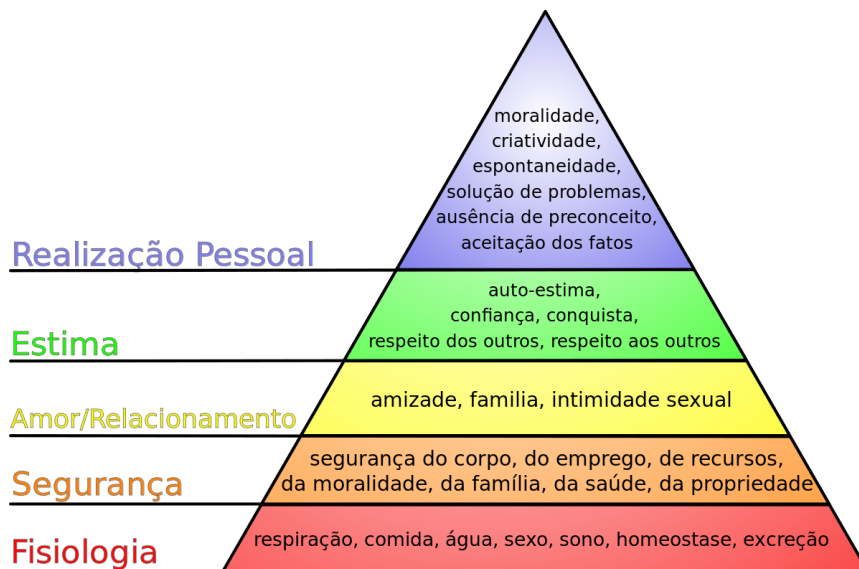 moralidade,
criatividade,
espontaneidade,
solução de problemas,
ausência de preconceito,
aceitação dos fatos
Realização Pessoal
auto-estima,
confiança, conquista,
respeito dos outros, respeito aos outros
Estima
amizade, familia, intimidade sexual
Amor/Relacionamento
segurança do corpo, do emprego, de recursos,
da moralidade, da família, da saúde, da propriedade
Segurança
respiração, comida, água, sexo, sono, homeostase, excreção
Fisiologia